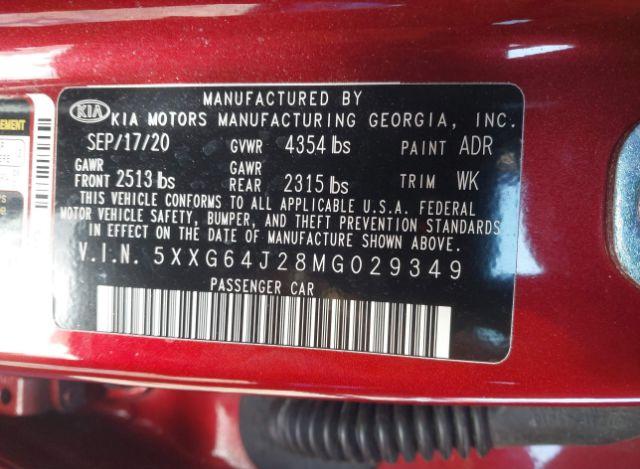 EMENT
MANUFACTURED BY
KIA KIA MOTORS MANUFACTURING GEORGIA, INC.
SEP/17/20 GVWR 4354 lbs PAINT ADR
GAWR FRONT 2513 lbs GAWR REAR 2315 lbs TRIM WK
THIS VEHICLE CONFORMS TO ALL APPLICABLE U.S.A. FEDERAL
MOTOR VEHICLE SAFETY, BUMPER, AND THEFT PREVENTION STANDARDS
IN EFFECT ON THE DATE OF MANUFACTURE SHOWN ABOVE.
V.I.N. 5XXG64J28MG029349
PASSENGER CAR